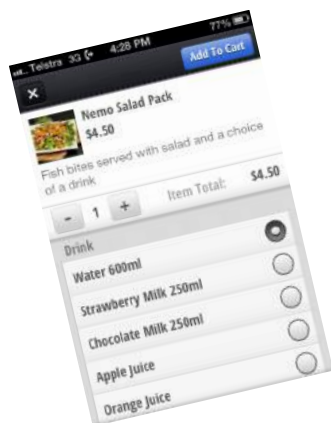 Telstra 3G 4:28 PM 77%
Add To Cart
Nemo Salad Pack
$4.50
Fish bites served with salad and a choice
of a drink
- 1 + Item Total: $4.50
Drink
Water 600ml
Strawberry Milk 250ml
Chocolate Milk 250ml
Apple Juice
Orange Juice